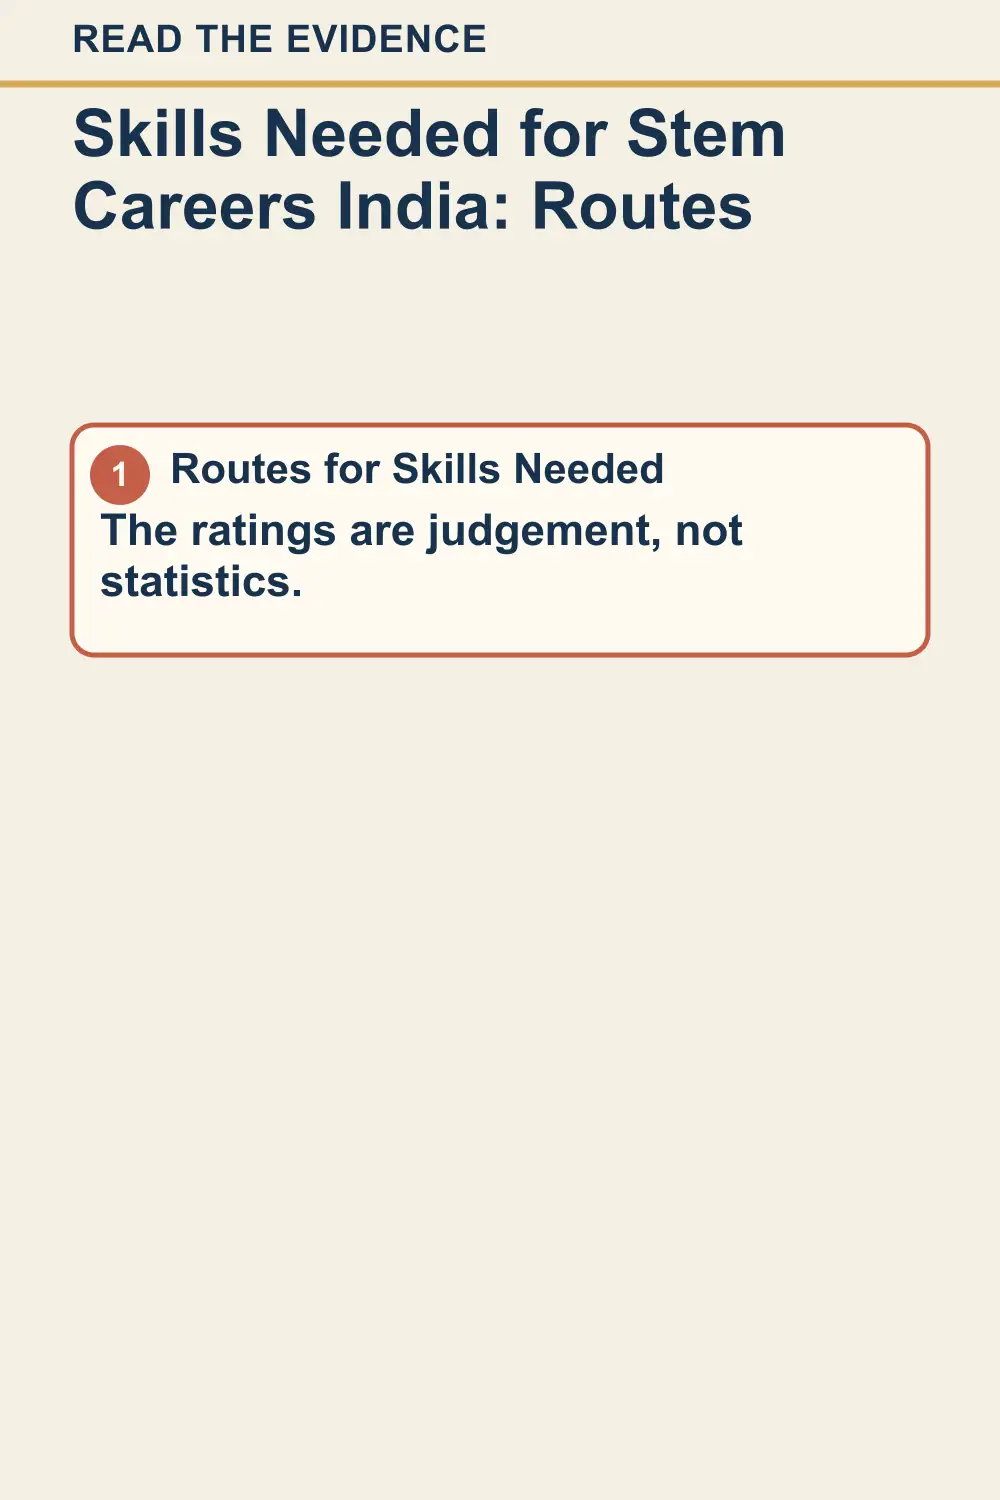 READ THE EVIDENCE
Skills Needed for Stem
Careers India: Routes
1 Routes for Skills Needed
The ratings are judgement, not
statistics.